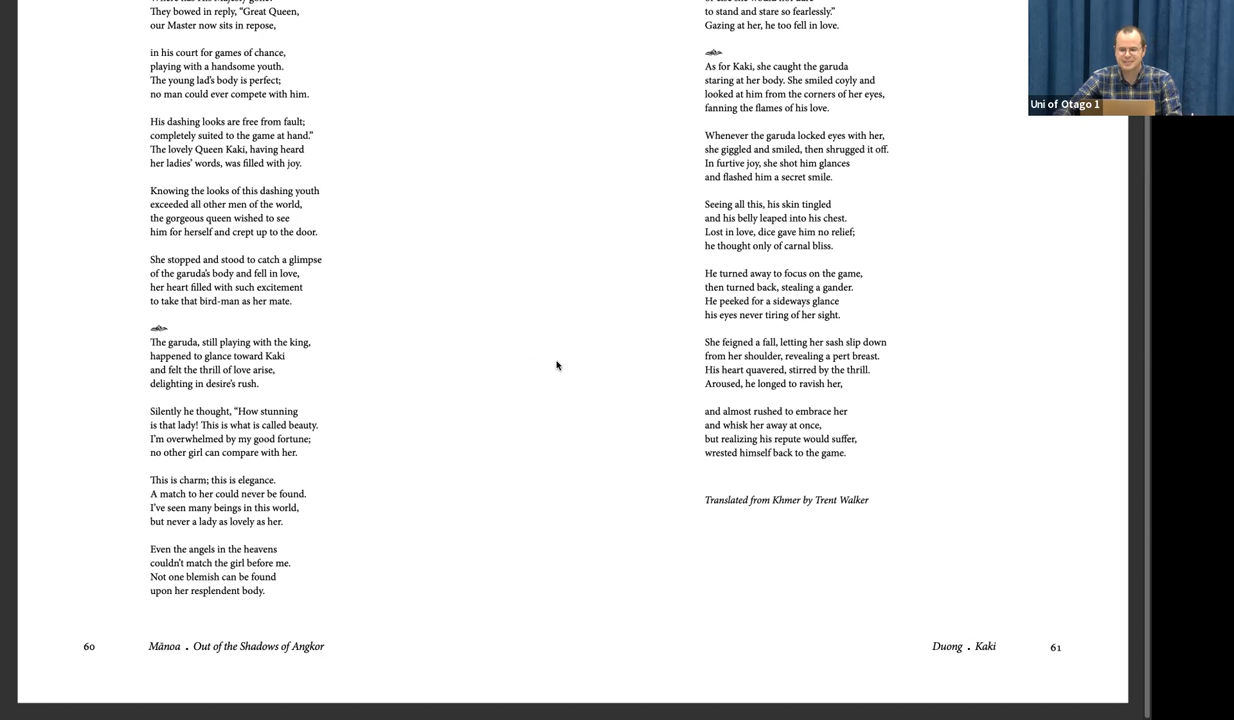 They bowed in reply, “Great Queen,
our Master now sits in repose,
in his court for games of chance,
playing with a handsome youth.
The young lad’s body is perfect;
no man could ever compete with him.
His dashing looks are free from fault;
completely suited to the game at hand.”
The lovely Queen Kaki, having heard
her ladies’ words, was filled with joy.
Knowing the looks of this dashing youth
exceeded all other men of the world,
the gorgeous queen wished to see
him for herself and crept up to the door.
She stopped and stood to catch a glimpse
of the garuda’s body and fell in love,
her heart filled with such excitement
to take that bird-man as her mate.
The garuda, still playing with the king,
happened to glance toward Kaki
and felt the thrill of love arise,
delighting in desire’s rush.
Silently he thought, “How stunning
is that lady! This is what is called beauty.
I’m overwhelmed by my good fortune;
no other girl can compare with her.
This is charm; this is elegance.
A match to her could never be found.
I’ve seen many beings in this world,
but never a lady as lovely as her.
Even the angels in the heavens
couldn’t match the girl before me.
Not one blemish can be found
upon her resplendent body.
60 Mānoa . Out of the Shadows of Angkor
to stand and stare so fearlessly.”
Gazing at her, he too fell in love.
As for Kaki, she caught the garuda
staring at her body. She smiled coyly and
looked at him from the corners of her eyes,
fanning the flames of his love.
Whenever the garuda locked eyes with her,
she giggled and smiled, then shrugged it off.
In furtive joy, she shot him glances
and flashed him a secret smile.
Seeing all this, his skin tingled
and his belly leaped into his chest.
Lost in love, dice gave him no relief;
he thought only of carnal bliss.
He turned away to focus on the game,
then turned back, stealing a gander.
He peeked for a sideways glance
his eyes never tiring of her sight.
She feigned a fall, letting her sash slip down
from her shoulder, revealing a pert breast.
His heart quavered, stirred by the thrill.
Aroused, he longed to ravish her,
and almost rushed to embrace her
and whisk her away at once,
but realizing his repute would suffer,
wrested himself back to the game.
Translated from Khmer by Trent Walker
Duong . Kaki 61
Uni of Otago 1